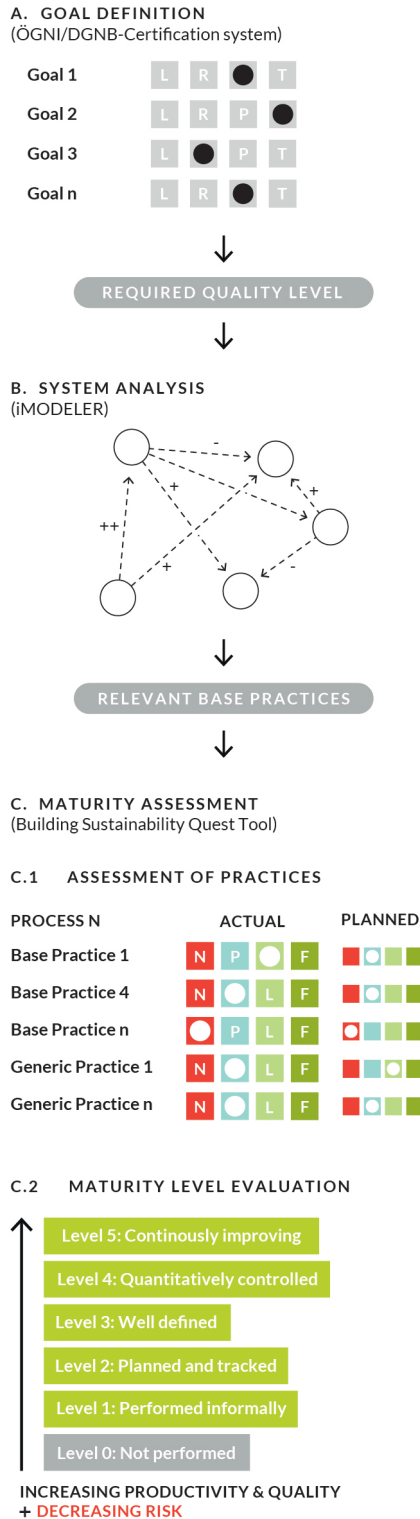 A. GOAL DEFINITION
(ÖGNI/DGNB-Certification system)
Goal 1 L R T
Goal 2 L R P
Goal 3 L P T
Goal n L R T
REQUIRED QUALITY LEVEL
B. SYSTEM ANALYSIS
(iMODELER)
-
+
+
++
+
-
RELEVANT BASE PRACTICES
C. MATURITY ASSESSMENT
(Building Sustainability Quest Tool)
C.1 ASSESSMENT OF PRACTICES
PROCESS N ACTUAL PLANNED
Base Practice 1 N P F
Base Practice 4 N L F
Base Practice n P L F
Generic Practice 1 N L F
Generic Practice n N L F
C.2 MATURITY LEVEL EVALUATION
Level 5: Continously improving
Level 4: Quantitatively controlled
Level 3: Well defined
Level 2: Planned and tracked
Level 1: Performed informally
Level 0: Not performed
INCREASING PRODUCTIVITY & QUALITY
+ DECREASING RISK